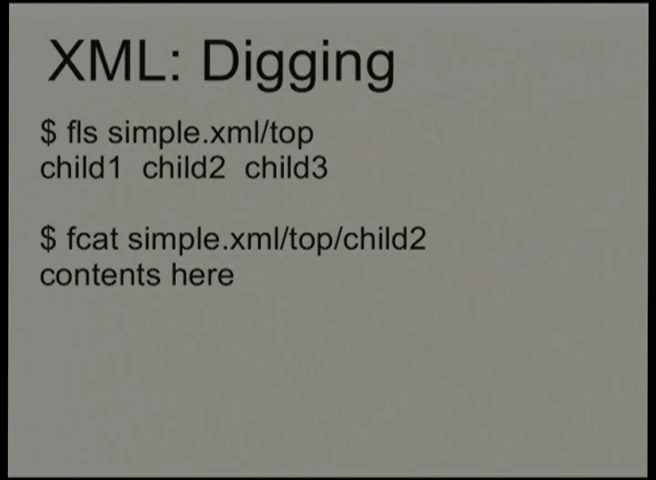 XML: Digging
$ fls simple.xml/top
child1 child2 child3
$ fcat simple.xml/top/child2
contents here